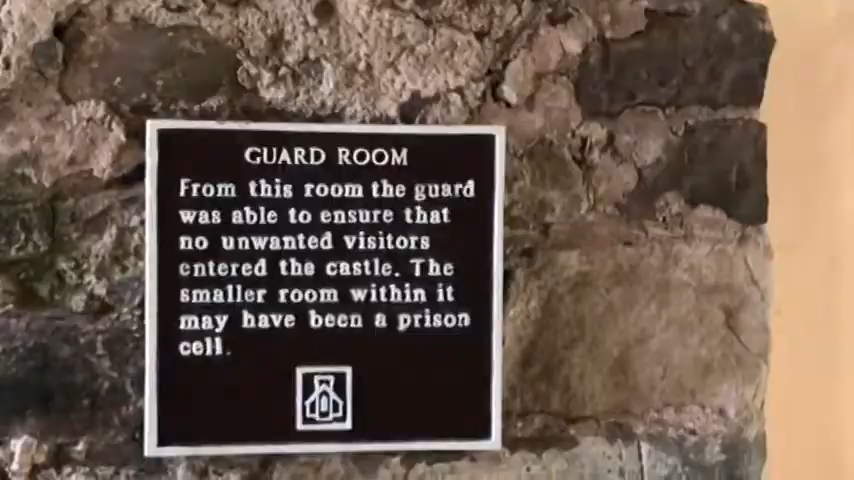 GUARD ROOM
From this room the guard
was able to ensure that
no unwanted visitors
entered the castle. The
smaller room within it
may have been a prison
cell.